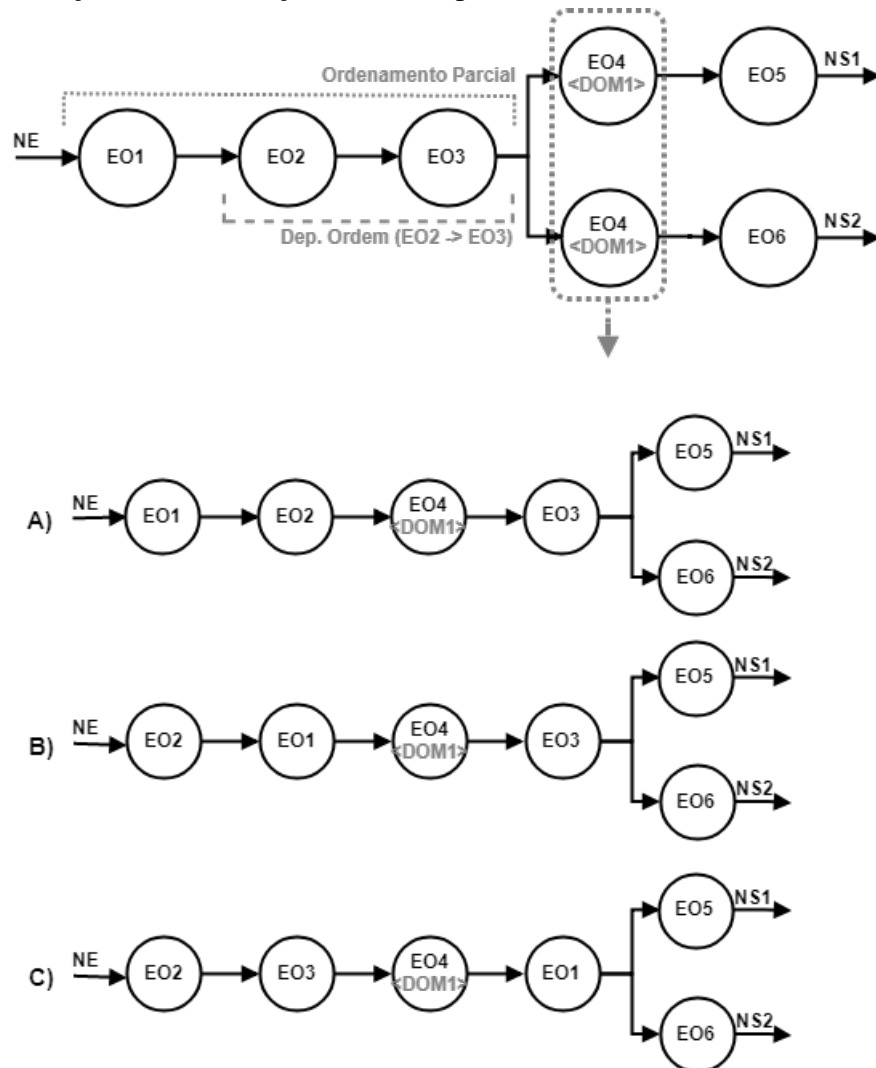 Ordenamento Parcial
EO4
<DOM1>
EO5
NS1
NE
EO1
EO2
EO3
Dep. Ordem (EO2 -> EO3)
EO4
<DOM1>
EO6
NS2
A)
NE
EO1
EO2
EO4
<DOM1>
EO3
EO5
NS1
EO6
NS2
B)
NE
EO2
EO1
EO4
<DOM1>
EO3
EO5
NS1
EO6
NS2
C)
NE
EO2
EO3
EO4
<DOM1>
EO1
EO5
NS1
EO6
NS2